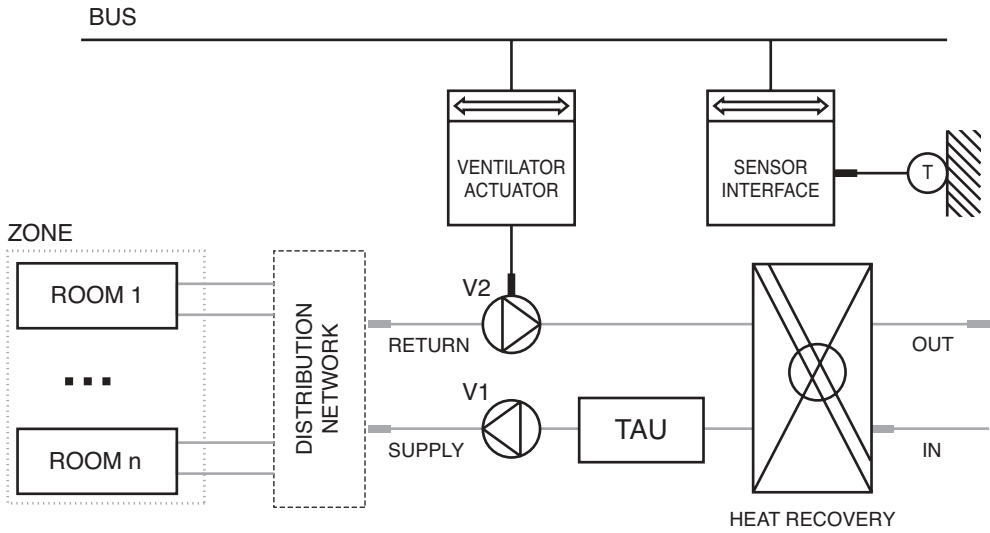 BUS
VENTILATOR
ACTUATOR
SENSOR
INTERFACE
T
ZONE
ROOM 1
ROOM n
DISTRIBUTION
NETWORK
V2
RETURN
OUT
V1
SUPPLY
TAU
IN
HEAT RECOVERY